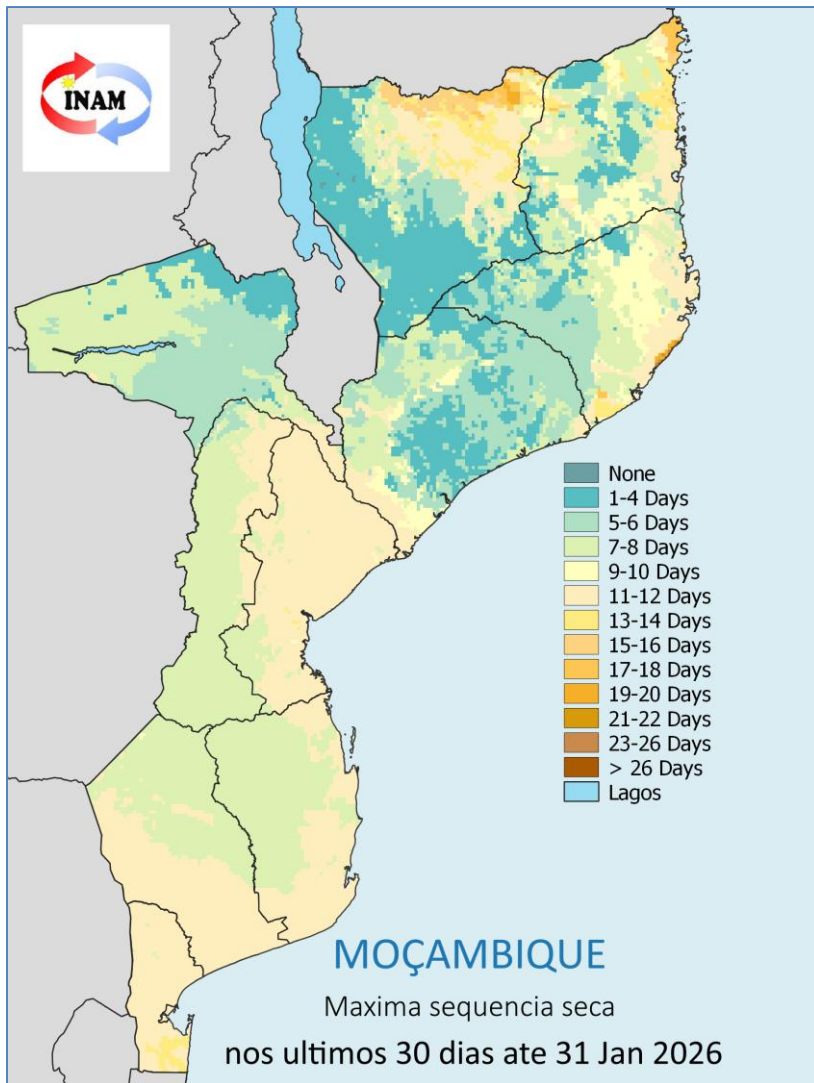 INAM
None
1-4 Days
5-6 Days
7-8 Days
9-10 Days
11-12 Days
13-14 Days
15-16 Days
17-18 Days
19-20 Days
21-22 Days
23-26 Days
> 26 Days
Lagos
MOÇAMBIQUE
Maxima sequencia seca
nos ultimos 30 dias ate 31 Jan 2026